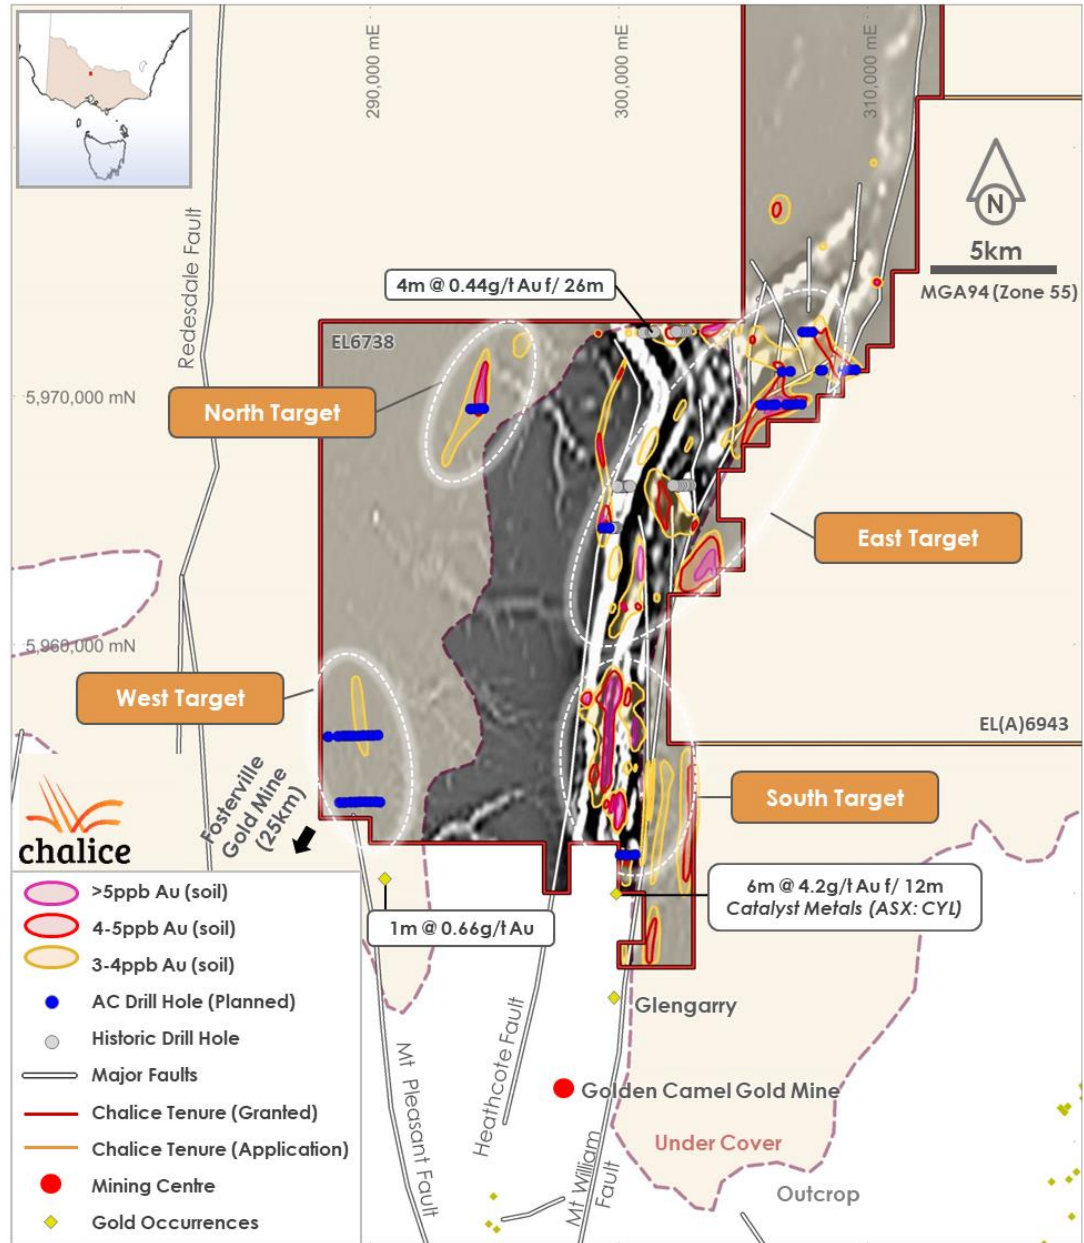 290,000 mE
300,000 mE
310,000 mE
N
5km
MGA94 (Zone 55)
Redesdale Fault
4m @ 0.44g/t Au f/ 26m
EL6738
5,970,000 mN
North Target
East Target
5,960,000 mN
West Target
EL(A)6943
South Target
Fosterville
Gold Mine
(25km)
chalice
6m @ 4.2g/t Au f/ 12m
Catalyst Metals (ASX: CYL)
1m @ 0.66g/t Au
>5ppb Au (soil)
4-5ppb Au (soil)
3-4ppb Au (soil)
AC Drill Hole (Planned)
Historic Drill Hole
Major Faults
Chalice Tenure (Granted)
Chalice Tenure (Application)
Mining Centre
Gold Occurrences
Glengarry
Golden Camel Gold Mine
Mt Pleasant Fault
Heathcote Fault
Mt William
Fault
Under Cover
Outcrop